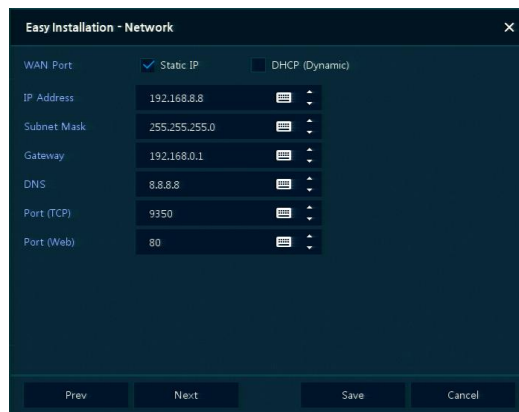 Easy Installation - Network
WAN Port Static IP DHCP (Dynamic)
IP Address 192.168.8.8
Subnet Mask 255.255.255.0
Gateway 192.168.0.1
DNS 8.8.8.8
Port (TCP) 9350
Port (Web) 80
Prev Next Save Cancel